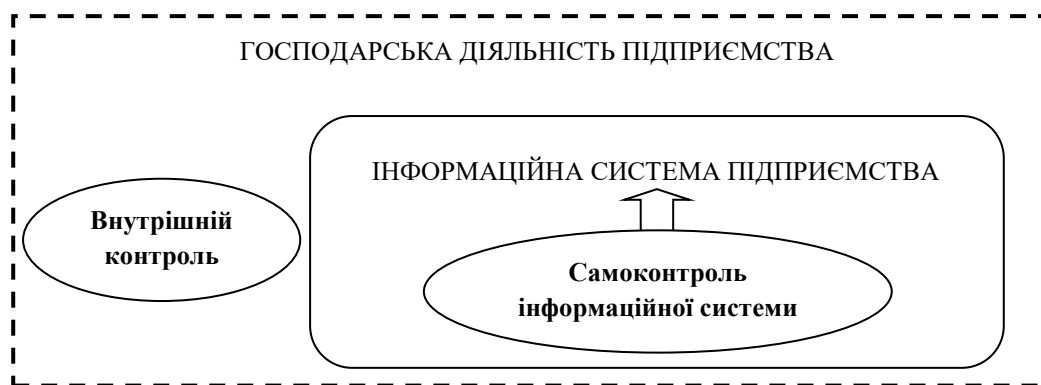 ГОСПОДАРСЬКА ДІЯЛЬНІСТЬ ПІДПРИЄМСТВА
ІНФОРМАЦІЙНА СИСТЕМА ПІДПРИЄМСТВА
Внутрішній
контроль
Самоконтроль
інформаційної системи